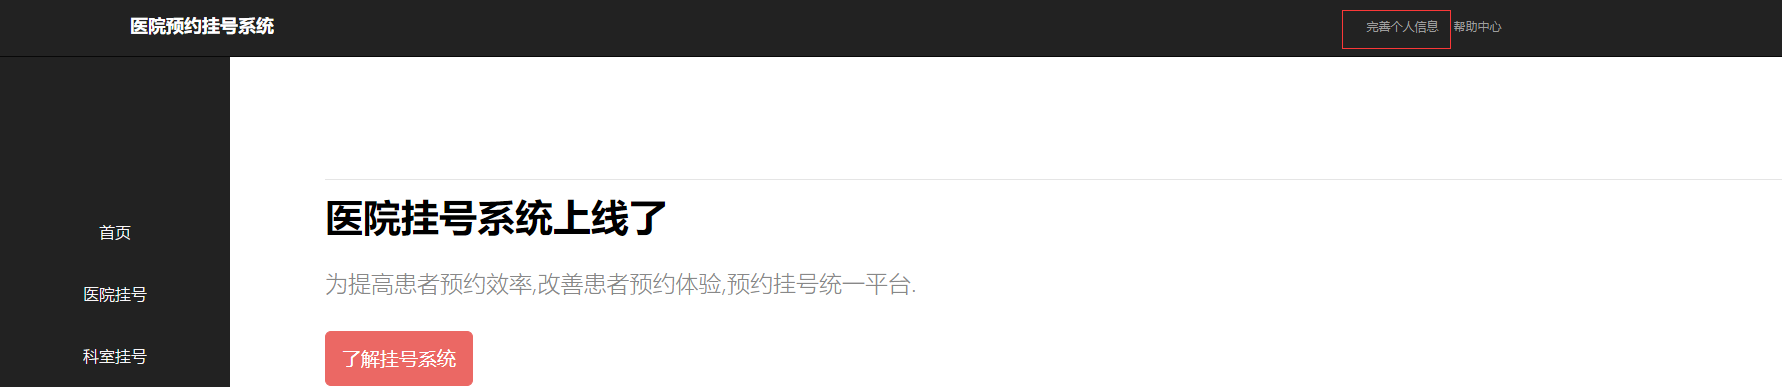 医院预约挂号系统
完善个人信息 帮助中心
首页
医院挂号
科室挂号
医院挂号系统上线了
为提高患者预约效率,改善患者预约体验,预约挂号统一平台.
了解挂号系统